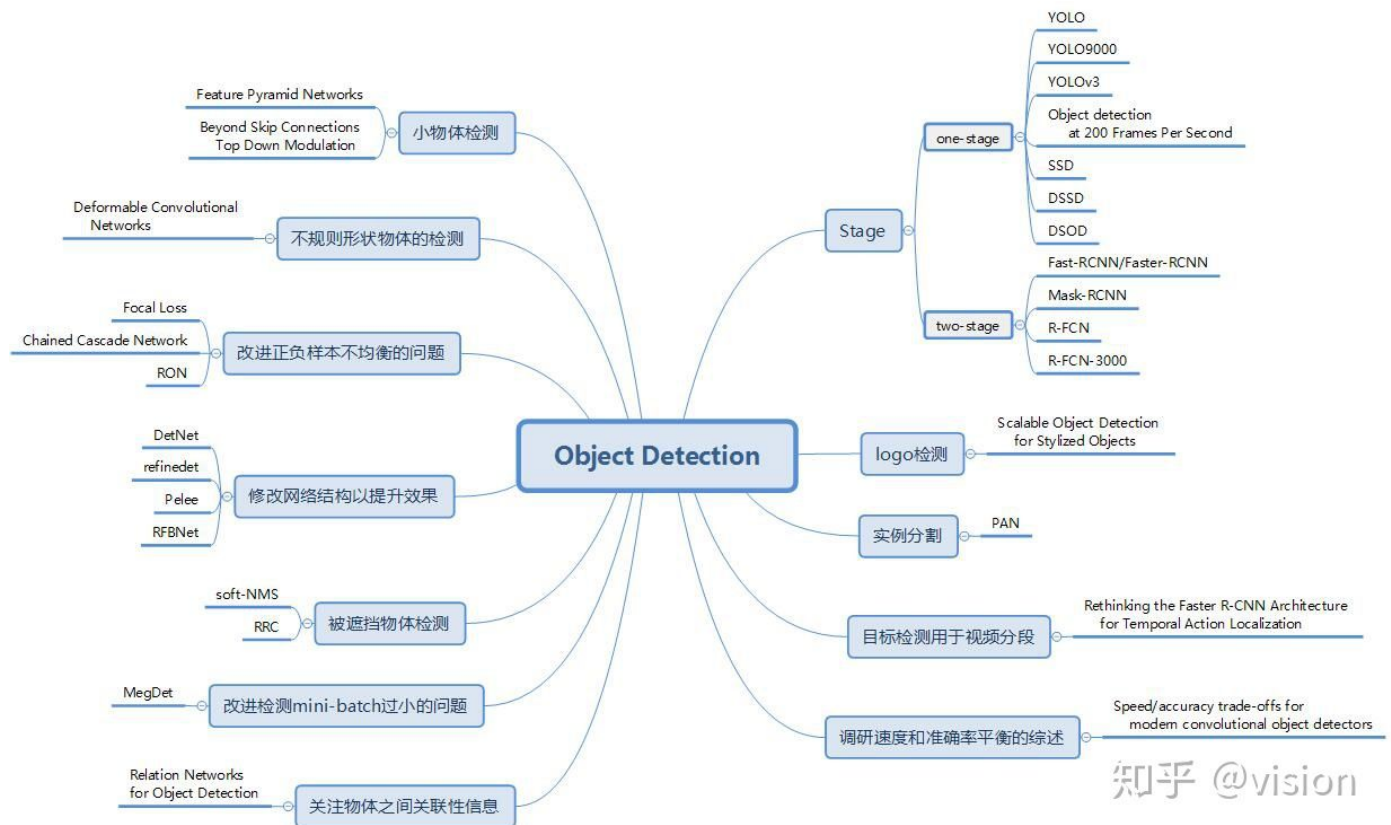 Object Detection
小物体检测
Feature Pyramid Networks
Beyond Skip Connections
Top Down Modulation
不规则形状物体的检测
Deformable Convolutional
Networks
改进正负样本不均衡的问题
Focal Loss
Chained Cascade Network
RON
修改网络结构以提升效果
DetNet
refinedet
Pelee
RFBNet
被遮挡物体检测
soft-NMS
RRC
改进检测mini-batch过小的问题
MegDet
关注物体之间关联性信息
Relation Networks
for Object Detection
Stage
one-stage
YOLO
YOLO9000
YOLOv3
Object detection
at 200 Frames Per Second
SSD
DSSD
DSOD
two-stage
Fast-RCNN/Faster-RCNN
Mask-RCNN
R-FCN
R-FCN-3000
logo检测
Scalable Object Detection
for Stylized Objects
实例分割
PAN
目标检测用于视频分段
Rethinking the Faster R-CNN Architecture
for Temporal Action Localization
调研速度和准确率平衡的综述
Speed/accuracy trade-offs for
modern convolutional object detectors
知乎 @vision